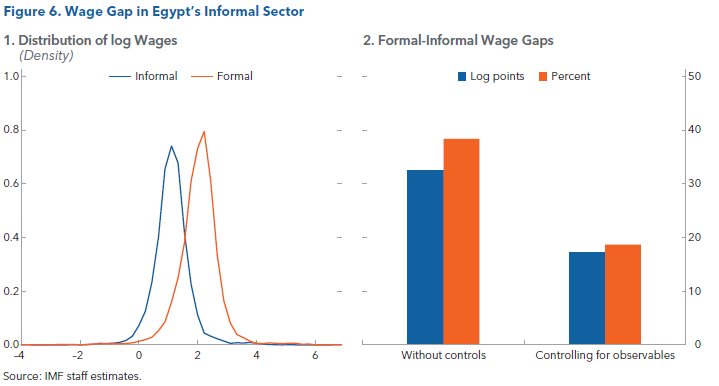 Figure 6. Wage Gap in Egypt's Informal Sector
1. Distribution of log Wages
(Density)
Informal
Formal
1.0
0.8
0.6
0.4
0.2
0.0
-4
-2
0
2
4
6
2. Formal-Informal Wage Gaps
Log points
Percent
50
40
30
20
10
0
Without controls
Controlling for observables
Source: IMF staff estimates.